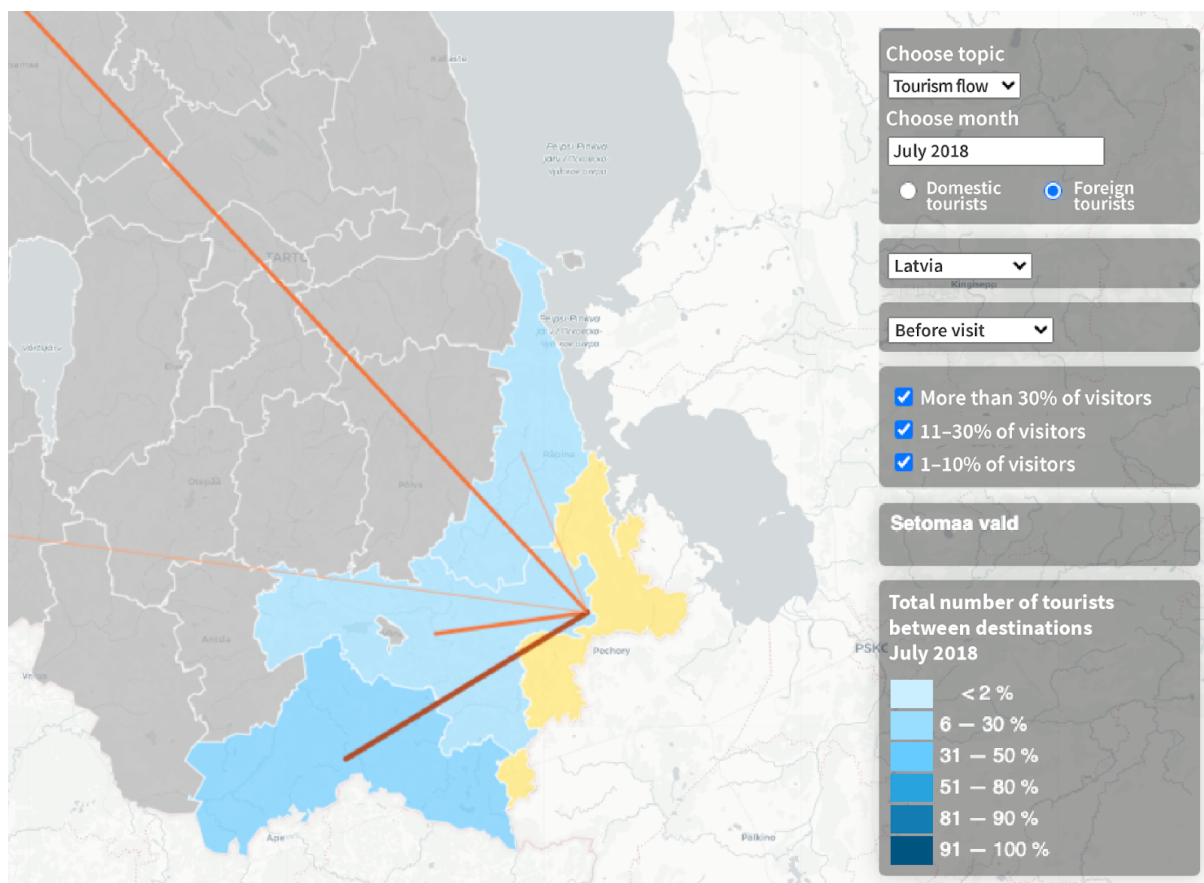 TARTU
Räpina
Otepää
Põlva
Antsla
Pechory
Ape
Palkino
Choose topic
Tourism flow
Choose month
July 2018
Domestic
tourists
Foreign
tourists
Latvia
Kingisepp
Before visit
More than 30% of visitors
11–30% of visitors
1–10% of visitors
Setomaa vald
Total number of tourists
between destinations
July 2018
< 2 %
6 — 30 %
31 — 50 %
51 — 80 %
81 — 90 %
91 — 100 %